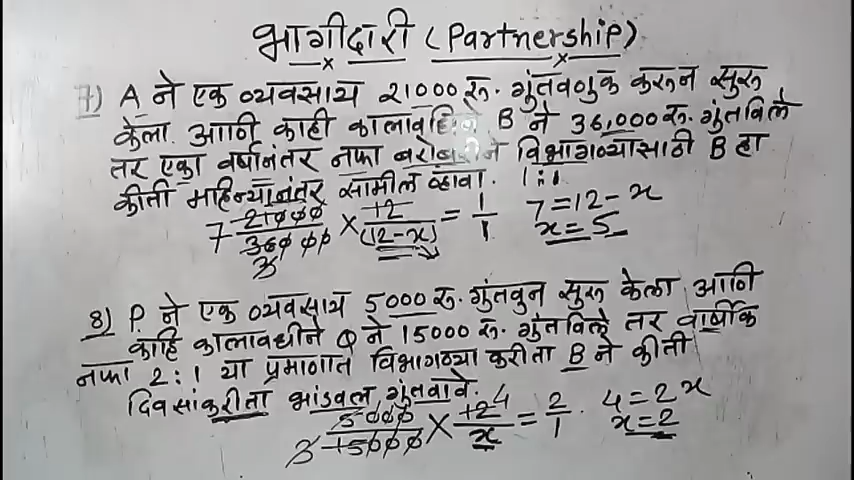 भागीदारी (Partnership)
7) A ने एक व्यवसाय 21000 रु. गुंतवणुक करून सुरू
केला. आणि काही कालावधीने B ने 36,000 रु. गुंतविले
तर एका वर्षानंतर नफा बरोबरीने विभागण्यासाठी B हा
कीती महिन्यानंतर सामील व्हावा. 1:1
7 21000/36000 × 12/(12-x) = 1/1 7=12-x
3 x=5
8) P ने एक व्यवसाय 5000 रु. गुंतवुन सुरू केला आणि
काहि कालावधीने Q ने 15000 रु. गुंतविले तर वार्षीक
नफा 2:1 या प्रमाणात विभागण्या करीता B ने कीती
दिवसांकरीता भांडवल गुंतवावे.
5000/15000 × 12/x = 2/1 4=2x
3 4 x=2